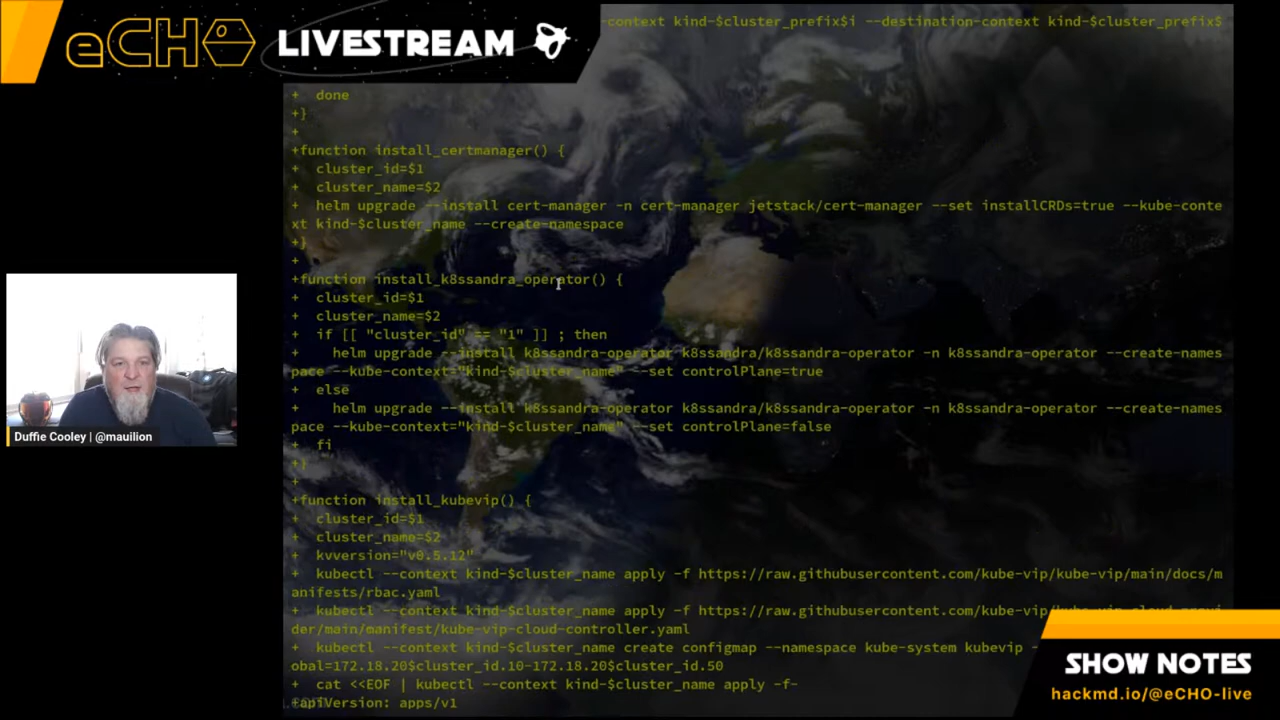 eCHO LIVESTREAM
-context kind-$cluster_prefix$i --destination-context kind-$cluster_prefix$
+  done
+}
+
+function install_certmanager() {
+  cluster_id=$1
+  cluster_name=$2
+  helm upgrade --install cert-manager -n cert-manager jetstack/cert-manager --set installCRDs=true --kube-conte
xt kind-$cluster_name --create-namespace
+}
+
+function install_k8ssandra_operator() {
+  cluster_id=$1
+  cluster_name=$2
+  if [[ "cluster_id" == "1" ]] ; then
+    helm upgrade --install k8ssandra-operator k8ssandra/k8ssandra-operator -n k8ssandra-operator --create-names
pace --kube-context="kind-$cluster_name" --set controlPlane=true
+  else
+    helm upgrade --install k8ssandra-operator k8ssandra/k8ssandra-operator -n k8ssandra-operator --create-names
pace --kube-context="kind-$cluster_name" --set controlPlane=false
+  fi
+}
+
+function install_kubevip() {
+  cluster_id=$1
+  cluster_name=$2
+  kvversion="v0.5.12"
+  kubectl --context kind-$cluster_name apply -f https://raw.githubusercontent.com/kube-vip/kube-vip/main/docs/m
anifests/rbac.yaml
+  kubectl --context kind-$cluster_name apply -f https://raw.githubusercontent.com/kube-vip/kube-vip-cloud-provi
der/main/manifest/kube-vip-cloud-controller.yaml
+  kubectl --context kind-$cluster_name create configmap --namespace kube-system kubevip -
obal=172.18.20$cluster_id.10-172.18.20$cluster_id.50
+  cat <<EOF | kubectl --context kind-$cluster_name apply -f-
+apiVersion: apps/v1
Duffie Cooley | @mauilion
SHOW NOTES
hackmd.io/@eCHO-live